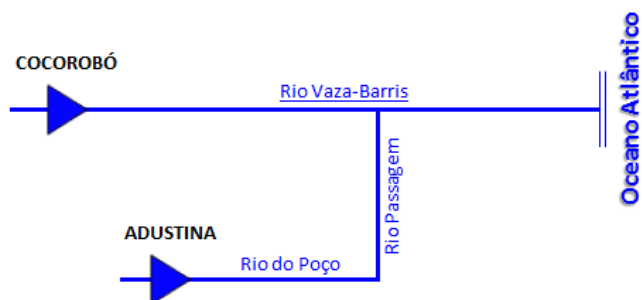 COCOROBÓ
Rio Vaza-Barris
Oceano Atlântico
Rio Passagem
ADUSTINA
Rio do Poço